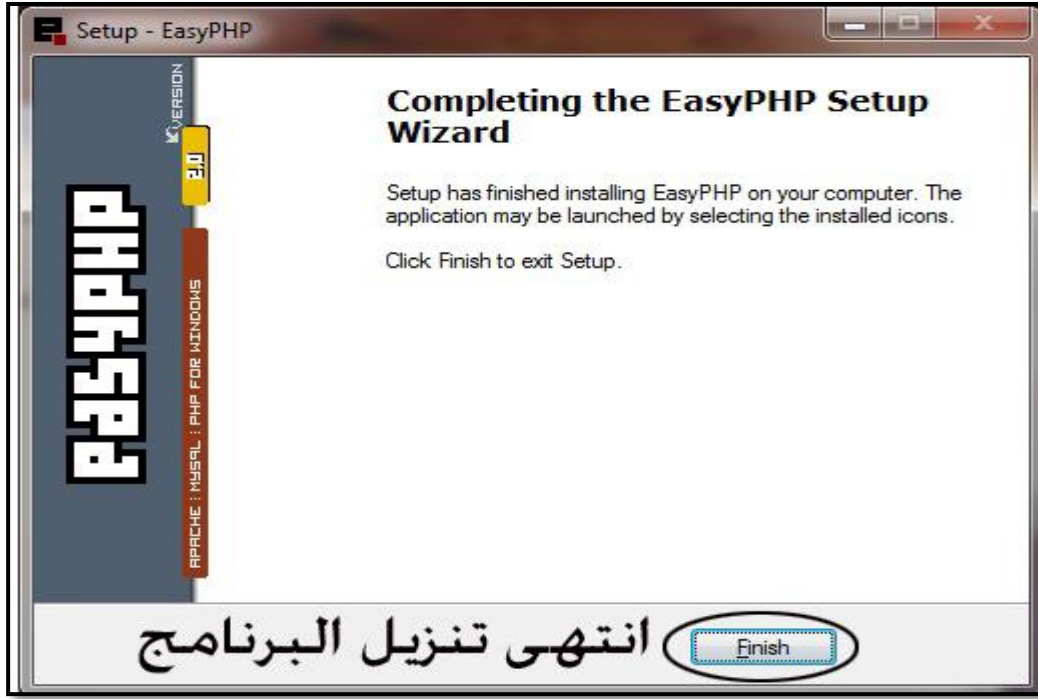 Setup - EasyPHP
VERSION
2.0
easyPHP
APACHE : MYSQL : PHP FOR WINDOWS
Completing the EasyPHP Setup
Wizard
Setup has finished installing EasyPHP on your computer. The
application may be launched by selecting the installed icons.
Click Finish to exit Setup.
انتهى تنزيل البرنامج
Finish